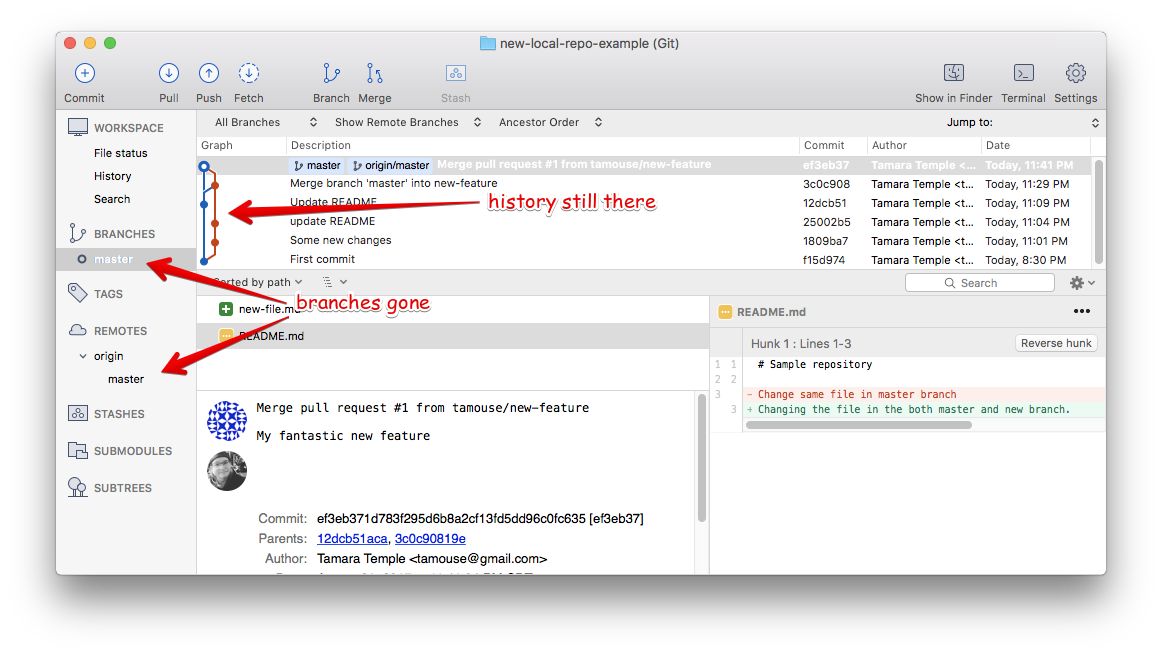 new-local-repo-example (Git)
Commit Pull Push Fetch Branch Merge Stash Show in Finder Terminal Settings
WORKSPACE
File status
History
Search
BRANCHES
master
TAGS
REMOTES
origin
master
STASHES
SUBMODULES
SUBTREES
All Branches Show Remote Branches Ancestor Order Jump to:
Graph Description Commit Author Date
master origin/master Merge pull request #1 from tamouse/new-feature ef3eb37 Tamara Temple <... Today, 11:41 PM
Merge branch 'master' into new-feature 3c0c908 Tamara Temple <t... Today, 11:29 PM
Update README 12dcb51 Tamara Temple <t... Today, 11:09 PM
update README 25002b5 Tamara Temple <t... Today, 11:04 PM
Some new changes 1809ba7 Tamara Temple <t... Today, 11:01 PM
First commit f15d974 Tamara Temple <t... Today, 8:30 PM
history still there
branches gone
Sorted by path Search
new-file.md
README.md
README.md •••
Hunk 1 : Lines 1-3 Reverse hunk
1 1 # Sample repository
2 2
3 - Change same file in master branch
3 + Changing the file in the both master and new branch.
Merge pull request #1 from tamouse/new-feature
My fantastic new feature
Commit: ef3eb371d783f295d6b8a2cf13fd5dd96c0fc635 [ef3eb37]
Parents: 12dcb51aca, 3c0c90819e
Author: Tamara Temple <tamouse@gmail.com>